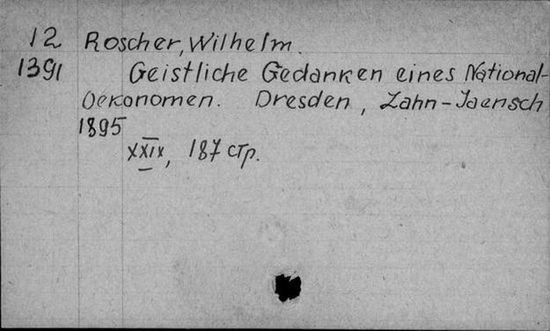 12 Roscher, Wilhelm.
1391 Geistliche Gedanken eines National-
Oekonomen. Dresden, Zahn-Jaensch
1895
XXIX, 187 стр.